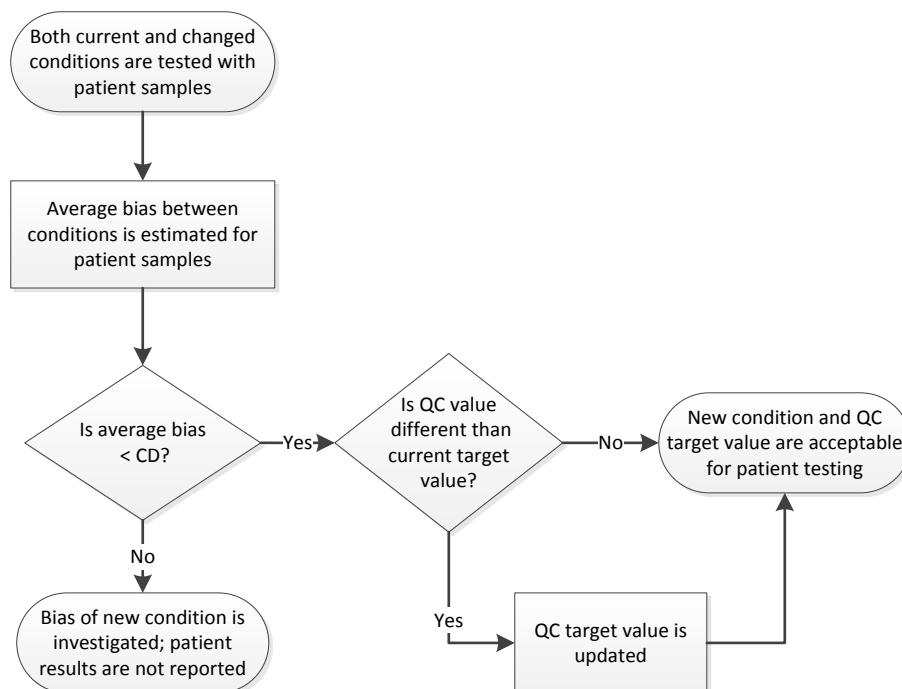 Both current and changed
conditions are tested with
patient samples
Average bias between
conditions is estimated for
patient samples
Is average bias
< CD?
Yes
Is QC value
different than
current target
value?
No
New condition and QC
target value are acceptable
for patient testing
No
Bias of new condition is
investigated; patient
results are not reported
Yes
QC target value is
updated